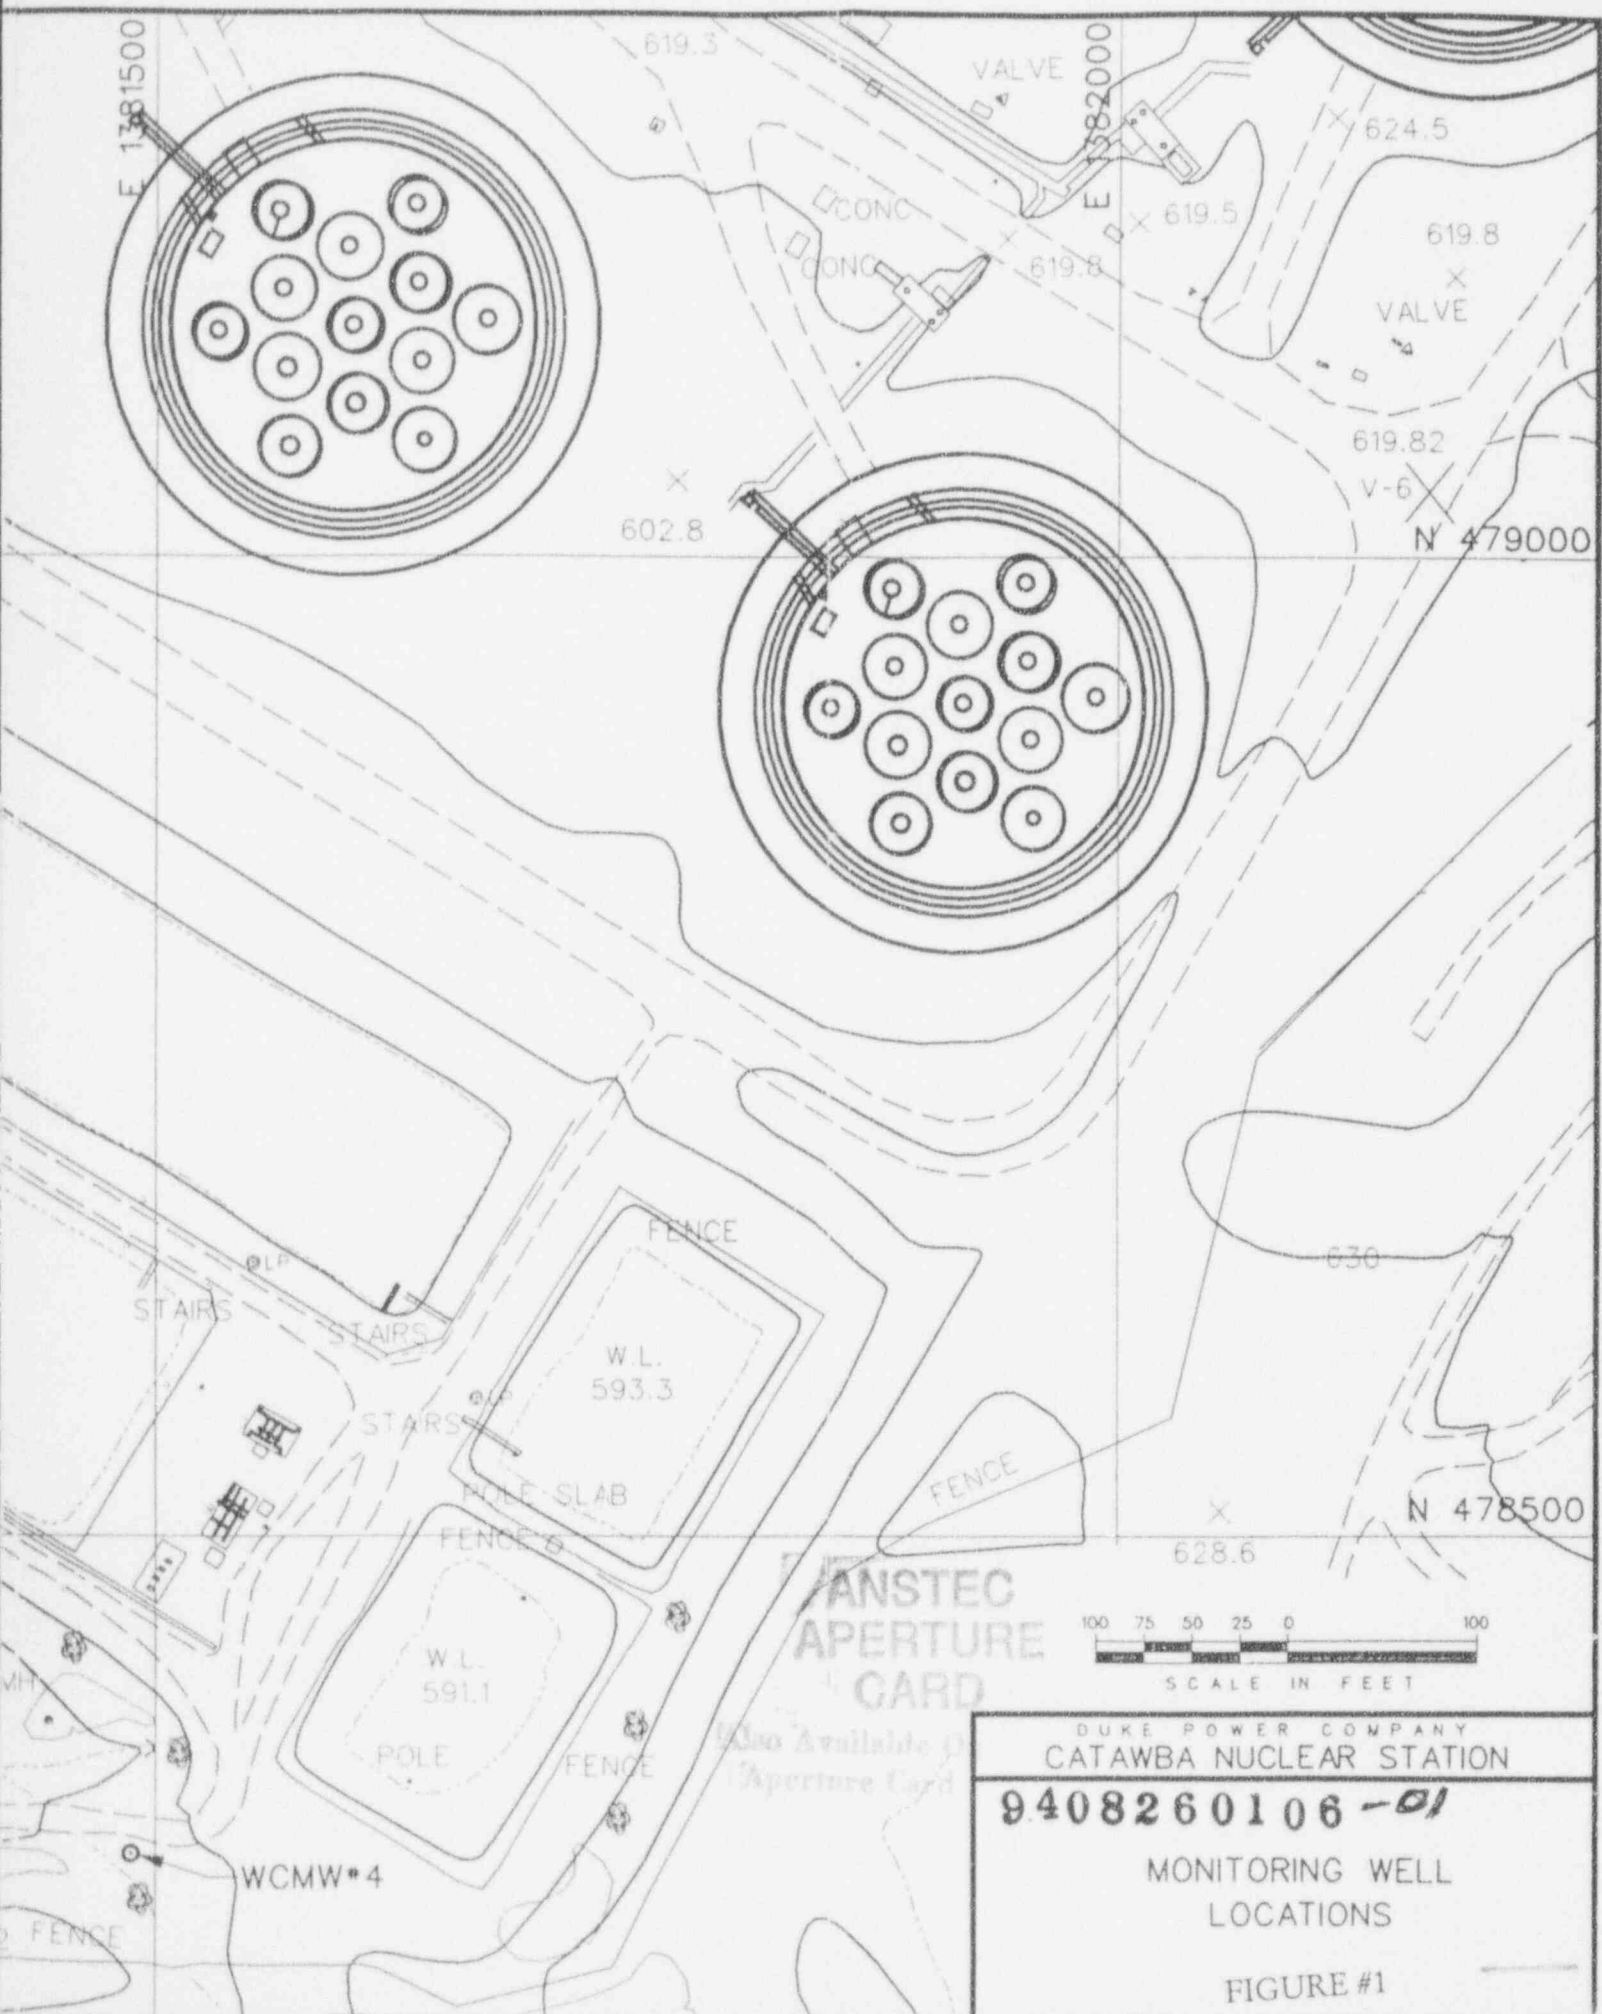 E 1381500
619.3
VALVE
E 1382000
624.5
CONC
619.5
619.8
CONC
619.8
VALVE
619.82
V-6
602.8
N 479000
FENCE
630
LP
STAIRS
STAIRS
W.L.
593.3
LP
STAIRS
FENCE
POLE SLAB
N 478500
FENCE
628.6
ANSTEC
APERTURE
CARD
Also Available On
Aperture Card
100 75 50 25 0 100
SCALE IN FEET
W.L.
591.1
MH
POLE
FENCE
DUKE POWER COMPANY
CATAWBA NUCLEAR STATION
9408260106-01
MONITORING WELL
LOCATIONS
WCMW#4
FENCE
FIGURE #1